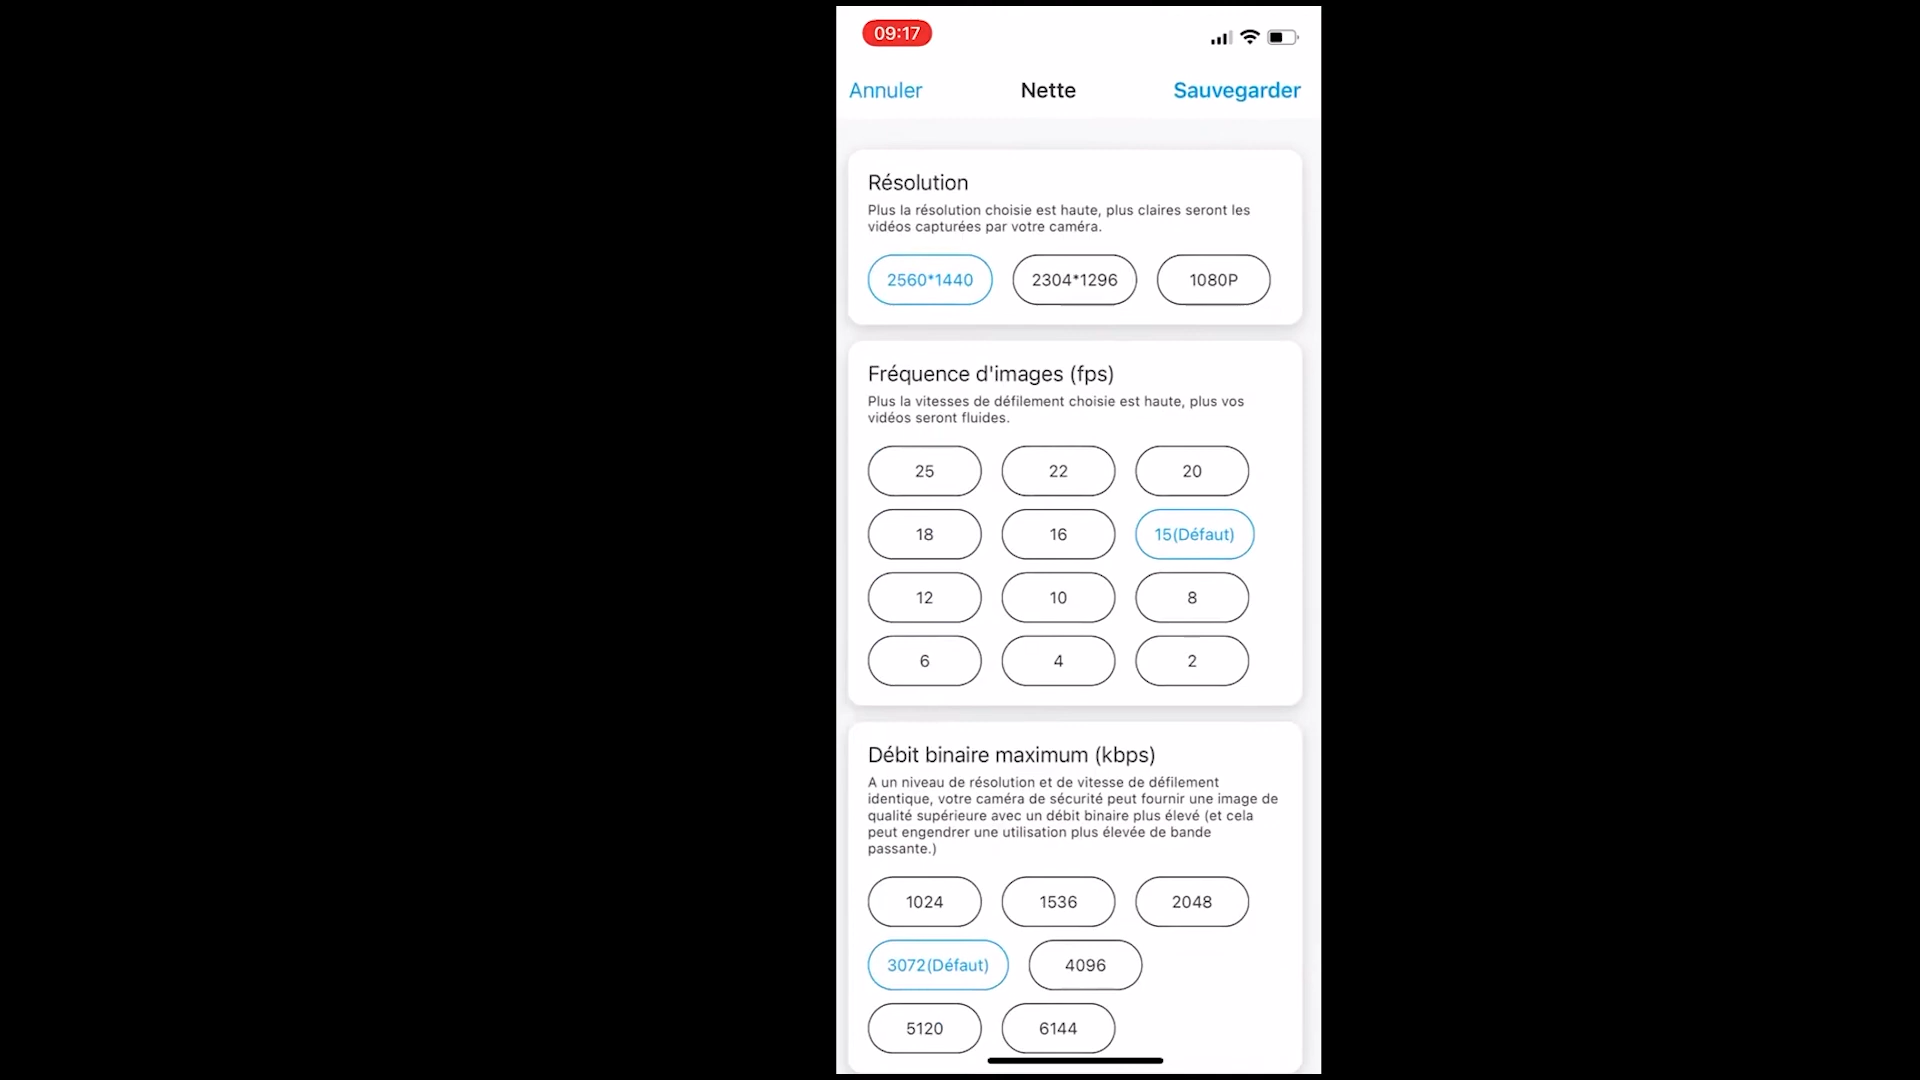 09:17
Annuler
Nette
Sauvegarder
Résolution
Plus la résolution choisie est haute, plus claires seront les
vidéos capturées par votre caméra.
2560*1440
2304*1296
1080P
Fréquence d'images (fps)
Plus la vitesses de défilement choisie est haute, plus vos
vidéos seront fluides.
25
22
20
18
16
15(Défaut)
12
10
8
6
4
2
Débit binaire maximum (kbps)
A un niveau de résolution et de vitesse de défilement
identique, votre caméra de sécurité peut fournir une image de
qualité supérieure avec un débit binaire plus élevé (et cela
peut engendrer une utilisation plus élevée de bande
passante.)
1024
1536
2048
3072(Défaut)
4096
5120
6144